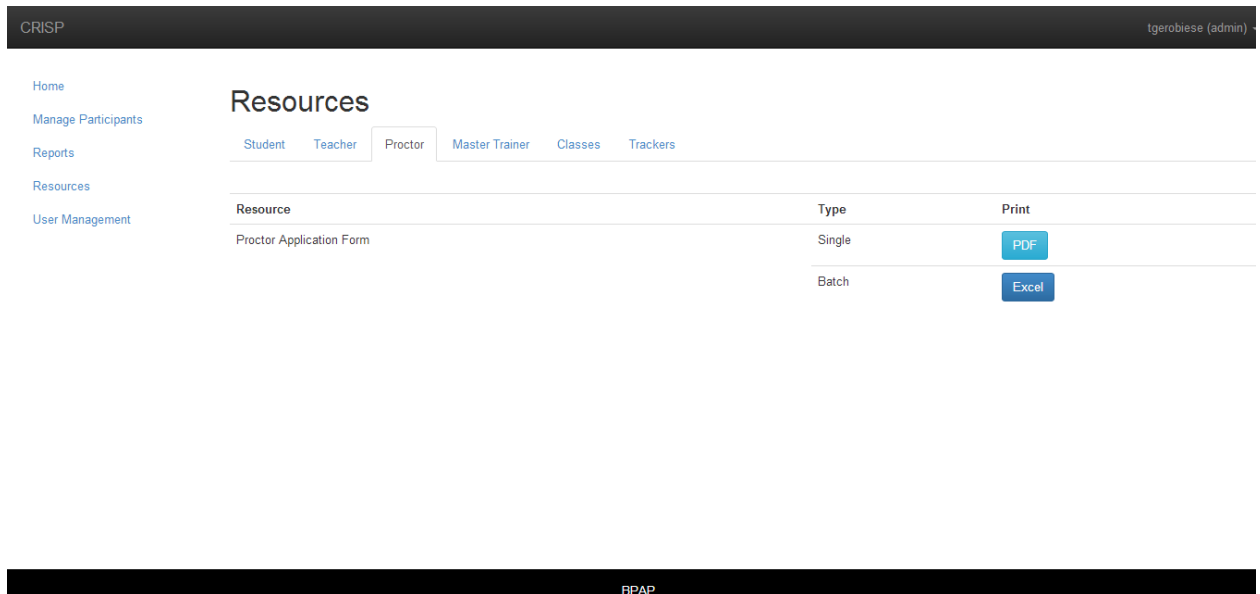 CRISP tgerobiese (admin)
Home
Manage Participants
Reports
Resources
User Management
Resources
Student Teacher Proctor Master Trainer Classes Trackers
Resource Type Print
Proctor Application Form Single PDF
Batch Excel
BPAP